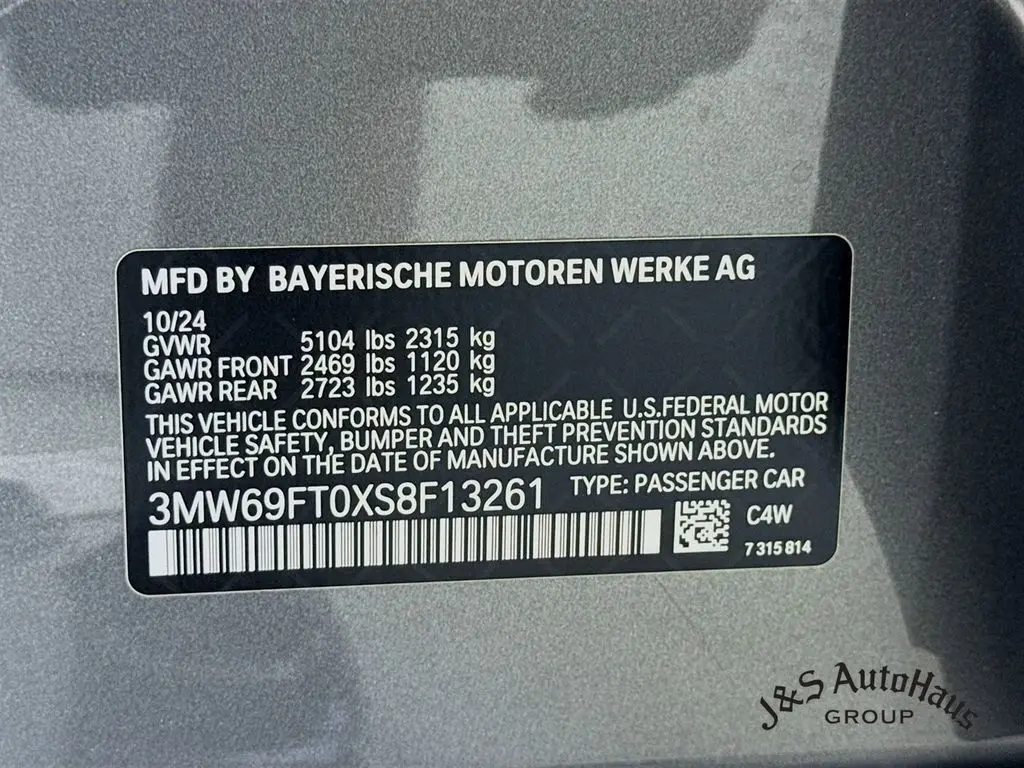 MFD BY BAYERISCHE MOTOREN WERKE AG
10/24
GVWR 5104 lbs 2315 kg
GAWR FRONT 2469 lbs 1120 kg
GAWR REAR 2723 lbs 1235 kg
THIS VEHICLE CONFORMS TO ALL APPLICABLE U.S.FEDERAL MOTOR
VEHICLE SAFETY, BUMPER AND THEFT PREVENTION STANDARDS
IN EFFECT ON THE DATE OF MANUFACTURE SHOWN ABOVE.
3MW69FT0XS8F13261 TYPE: PASSENGER CAR
C4W
7 315 814
J&S AutoHaus
GROUP